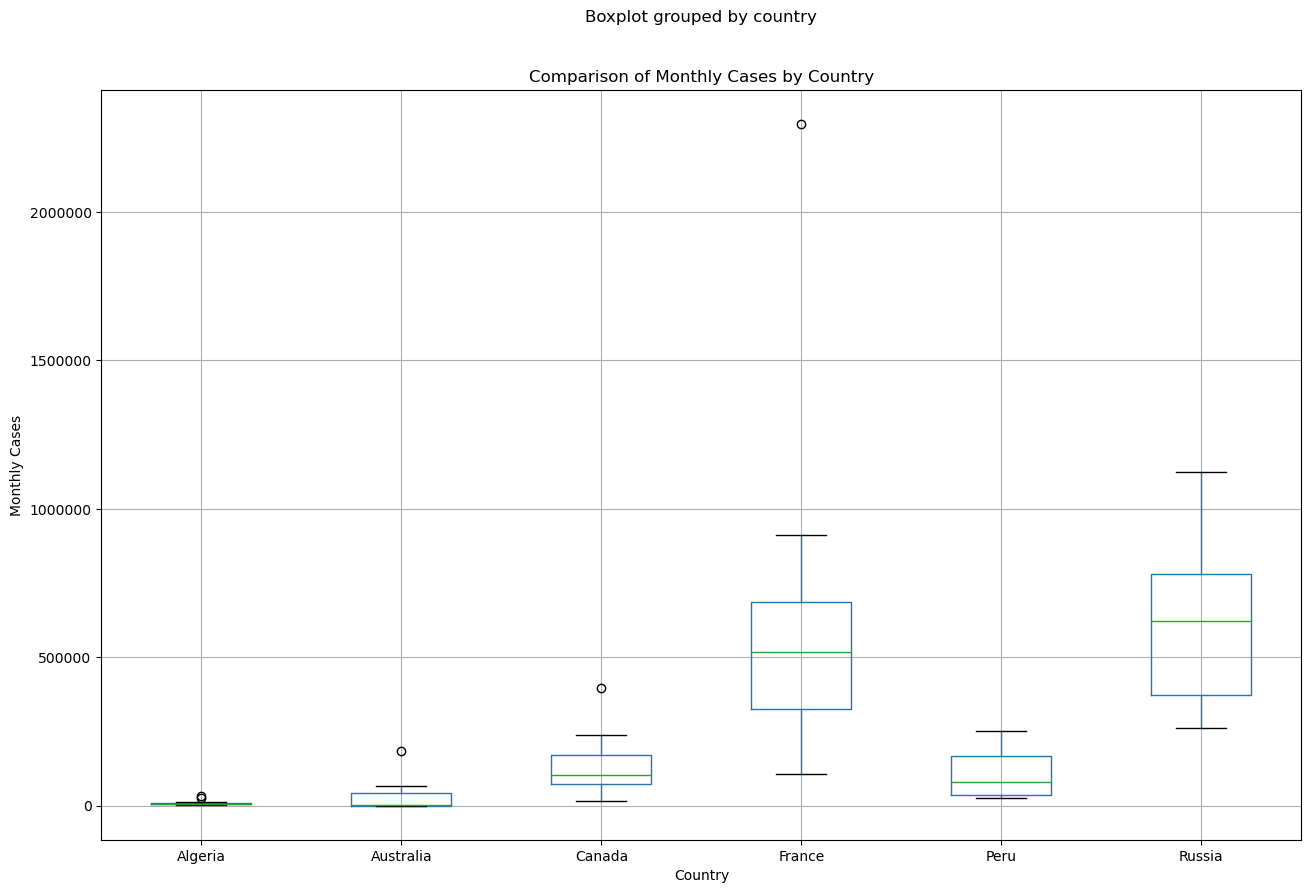 Boxplot grouped by country
Comparison of Monthly Cases by Country
2000000
1500000
1000000
500000
0
Monthly Cases
Algeria
Australia
Canada
France
Peru
Russia
Country